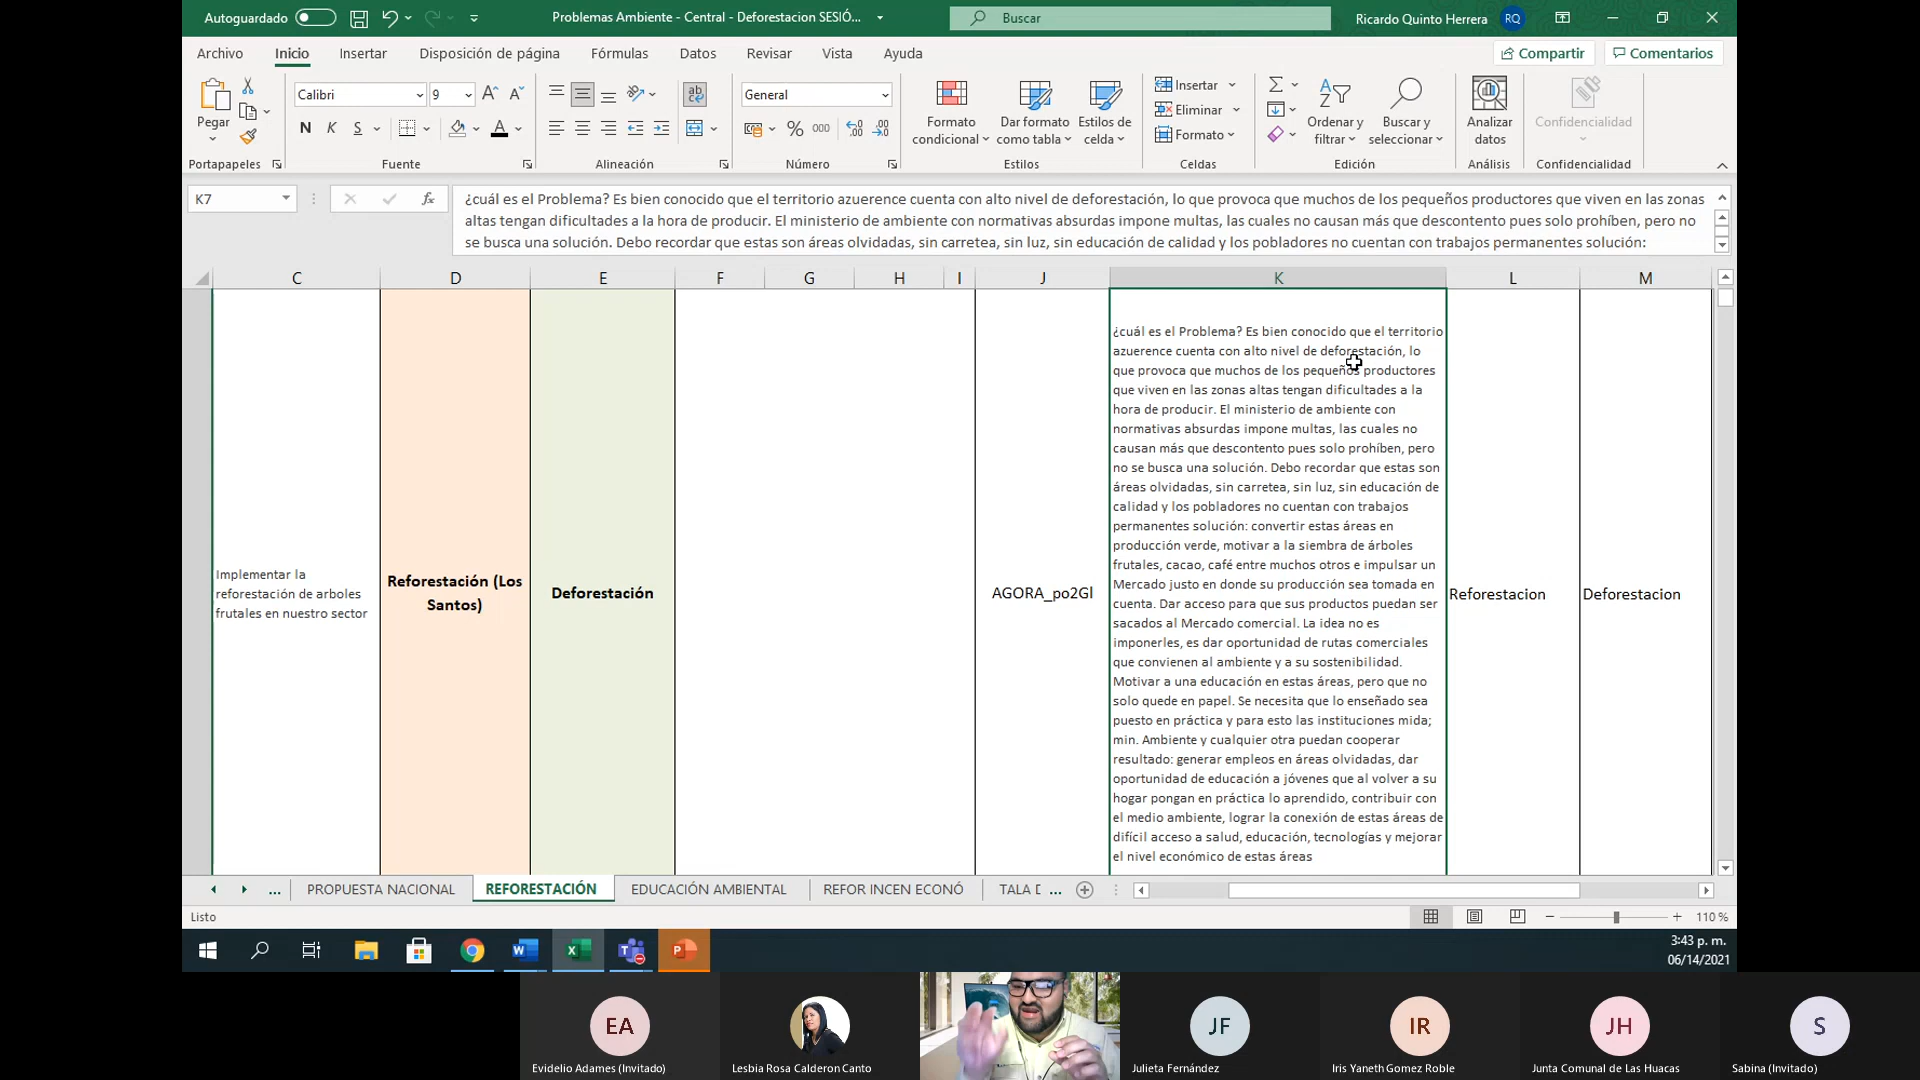 Autoguardado
Problemas Ambiente - Central - Deforestacion SESIÓ...
Buscar
Ricardo Quinto Herrera
RQ
Archivo
Inicio
Insertar
Disposición de página
Fórmulas
Datos
Revisar
Vista
Ayuda
Compartir
Comentarios
Pegar
Calibri
9
N K S
General
% 000
Formato condicional
Dar formato como tabla
Estilos de celda
Insertar
Eliminar
Formato
Ordenar y filtrar
Buscar y seleccionar
Analizar datos
Confidencialidad
Portapapeles
Fuente
Alineación
Número
Estilos
Celdas
Edición
Análisis
Confidencialidad
K7
fx
¿cuál es el Problema? Es bien conocido que el territorio azuerence cuenta con alto nivel de deforestación, lo que provoca que muchos de los pequeños productores que viven en las zonas
altas tengan dificultades a la hora de producir. El ministerio de ambiente con normativas absurdas impone multas, las cuales no causan más que descontento pues solo prohíben, pero no
se busca una solución. Debo recordar que estas son áreas olvidadas, sin carretea, sin luz, sin educación de calidad y los pobladores no cuentan con trabajos permanentes solución:
C D E F G H I J K L M
Implementar la
reforestación de arboles
frutales en nuestro sector
Reforestación (Los
Santos)
Deforestación
AGORA_po2Gl
¿cuál es el Problema? Es bien conocido que el territorio
azuerence cuenta con alto nivel de deforestación, lo
que provoca que muchos de los pequeños productores
que viven en las zonas altas tengan dificultades a la
hora de producir. El ministerio de ambiente con
normativas absurdas impone multas, las cuales no
causan más que descontento pues solo prohíben, pero
no se busca una solución. Debo recordar que estas son
áreas olvidadas, sin carretea, sin luz, sin educación de
calidad y los pobladores no cuentan con trabajos
permanentes solución: convertir estas áreas en
producción verde, motivar a la siembra de árboles
frutales, cacao, café entre muchos otros e impulsar un
Mercado justo en donde su producción sea tomada en
cuenta. Dar acceso para que sus productos puedan ser
sacados al Mercado comercial. La idea no es
imponerles, es dar oportunidad de rutas comerciales
que convienen al ambiente y a su sostenibilidad.
Motivar a una educación en estas áreas, pero que no
solo quede en papel. Se necesita que lo enseñado sea
puesto en práctica y para esto las instituciones mida;
min. Ambiente y cualquier otra puedan cooperar
resultado: generar empleos en áreas olvidadas, dar
oportunidad de educación a jóvenes que al volver a su
hogar pongan en práctica lo aprendido, contribuir con
el medio ambiente, lograr la conexión de estas áreas de
difícil acceso a salud, educación, tecnologías y mejorar
el nivel económico de estas áreas
Reforestacion
Deforestacion
...
PROPUESTA NACIONAL
REFORESTACIÓN
EDUCACIÓN AMBIENTAL
REFOR INCEN ECONÓ
TALA D ...
Listo
110 %
3:43 p. m.
06/14/2021
EA
Evidelio Adames (Invitado)
Lesbia Rosa Calderon Canto
JF
Julieta Fernández
IR
Iris Yaneth Gomez Roble
JH
Junta Comunal de Las Huacas
S
Sabina (Invitado)